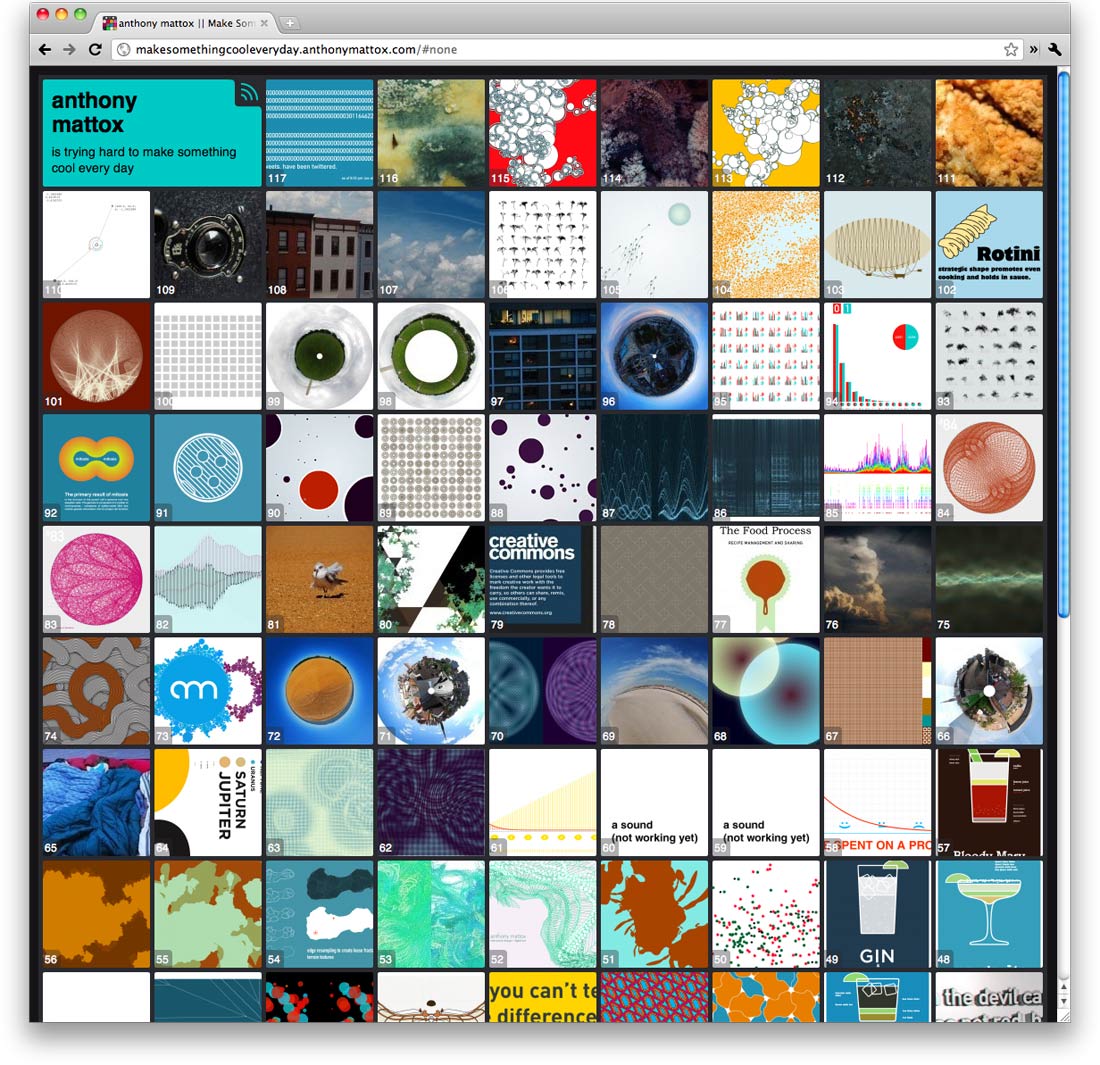 anthony mattox || Make Som
makesomethingcooleveryday.anthonymattox.com/#none
anthony
mattox
is trying hard to make something
cool every day
weets. have been twittered.
117
116
115
114
113
112
111
110
109
108
107
106
105
104
103
Rotini
strategic shape promotes even
cooking and holds in sauce.
102
101
100
99
98
97
96
95
0 1
94
93
mitosis mitosis
The primary result of mitosis
92
91
90
89
88
87
86
85
#84
84
#83
83
82
81
80
creative
commons
Creative Commons provides free
licenses and other legal tools to
mark creative work with the
freedom the creator wants it to
carry, so others can share, remix,
use commercially, or any
combination thereof.
www.creativecommons.org
79
78
The Food Process
RECIPE MANAGEMENT AND SHARING
77
76
75
74
am
73
72
71
70
69
68
67
66
65
URANUS
SATURN
JUPITER
64
63
62
61
a sound
(not working yet)
60
a sound
(not working yet)
59
SPENT ON A PRO
58
Bloody Mary
57
56
55
edge resampling to create loose fractal
terrain textures
54
53
anthony mattox
52
51
50
GIN
49
48
you can't te
difference
the devil ca